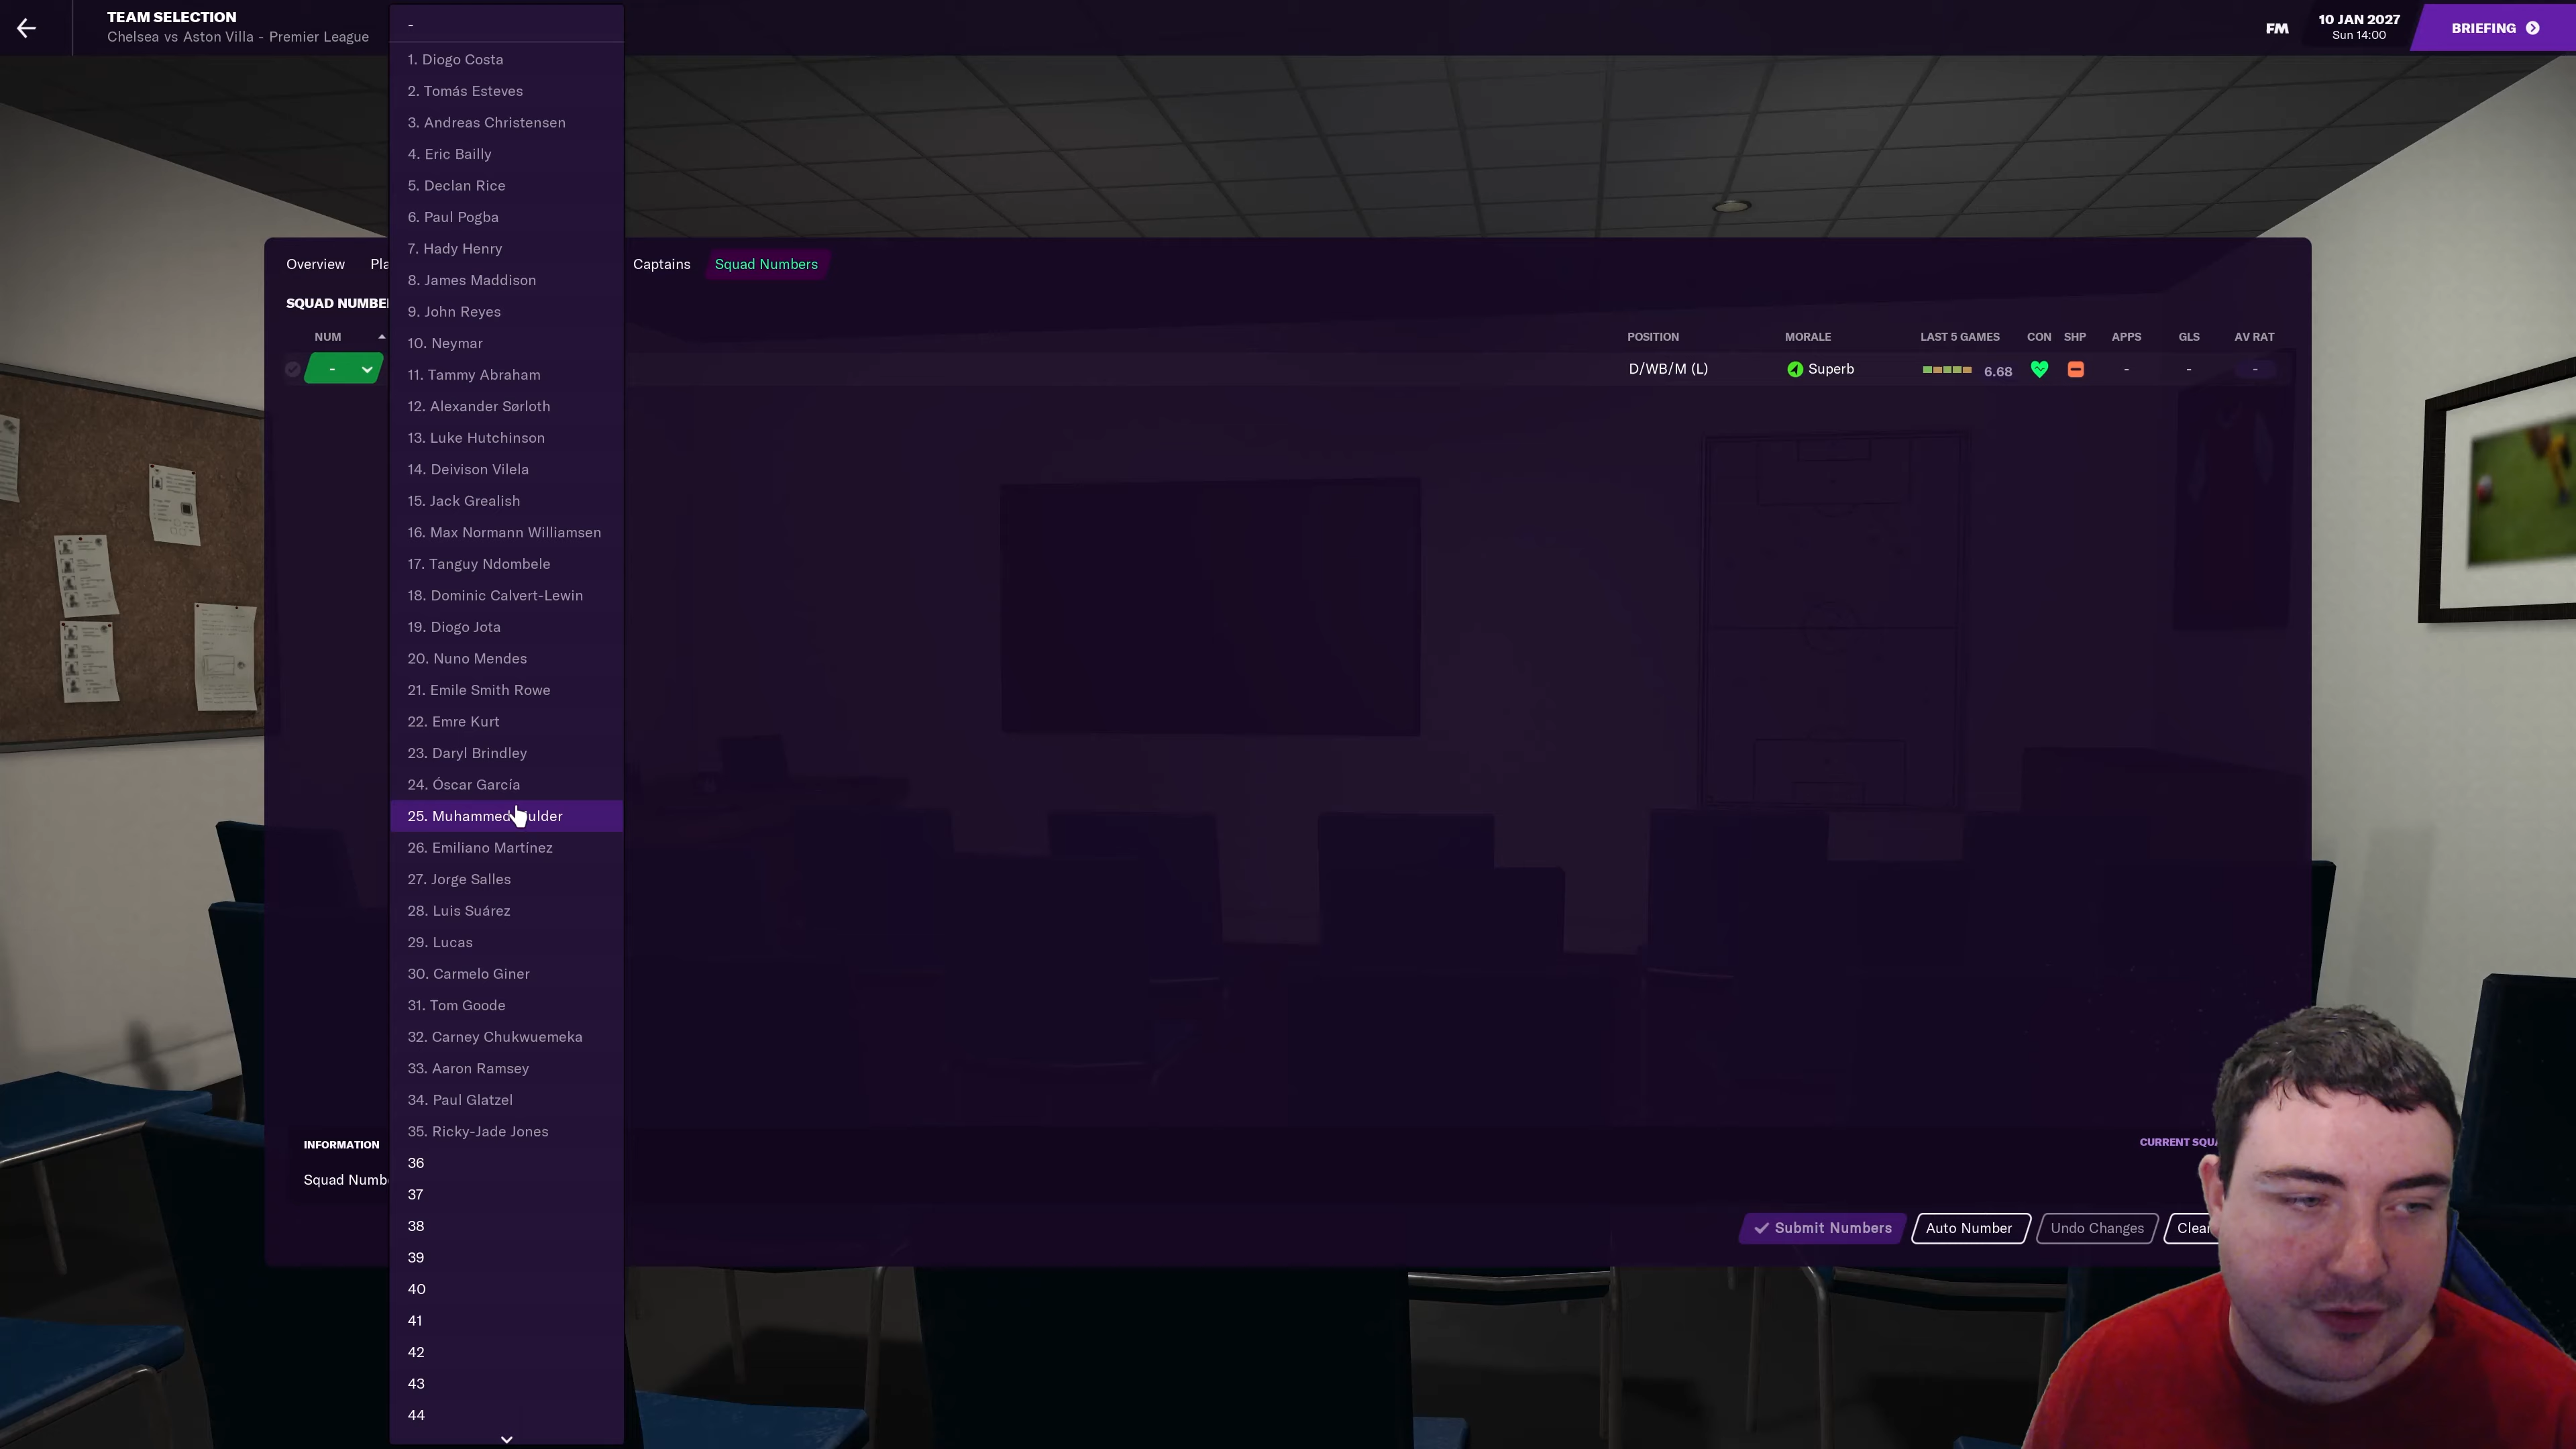 TEAM SELECTION
Chelsea vs Aston Villa - Premier League
FM
10 JAN 2027
Sun 14:00
BRIEFING
-
1. Diogo Costa
2. Tomás Esteves
3. Andreas Christensen
4. Eric Bailly
5. Declan Rice
6. Paul Pogba
7. Hady Henry
8. James Maddison
9. John Reyes
10. Neymar
11. Tammy Abraham
12. Alexander Sørloth
13. Luke Hutchinson
14. Deivison Vilela
15. Jack Grealish
16. Max Normann Williamsen
17. Tanguy Ndombele
18. Dominic Calvert-Lewin
19. Diogo Jota
20. Nuno Mendes
21. Emile Smith Rowe
22. Emre Kurt
23. Daryl Brindley
24. Óscar García
25. Muhammed
26. Emiliano Martínez
27. Jorge Salles
28. Luis Suárez
29. Lucas
30. Carmelo Giner
31. Tom Goode
32. Carney Chukwuemeka
33. Aaron Ramsey
34. Paul Glatzel
35. Ricky-Jade Jones
36
37
38
39
40
41
42
43
44
Overview
Captains
Squad Numbers
SQUAD
NUM
POSITION MORALE LAST 5 GAMES CON SHP APPS GLS AV RAT
- D/WB/M (L) Superb 6.68 - - -
INFORMATION
Squad
CURRENT
Submit Numbers
Auto Number
Undo Changes
Clear